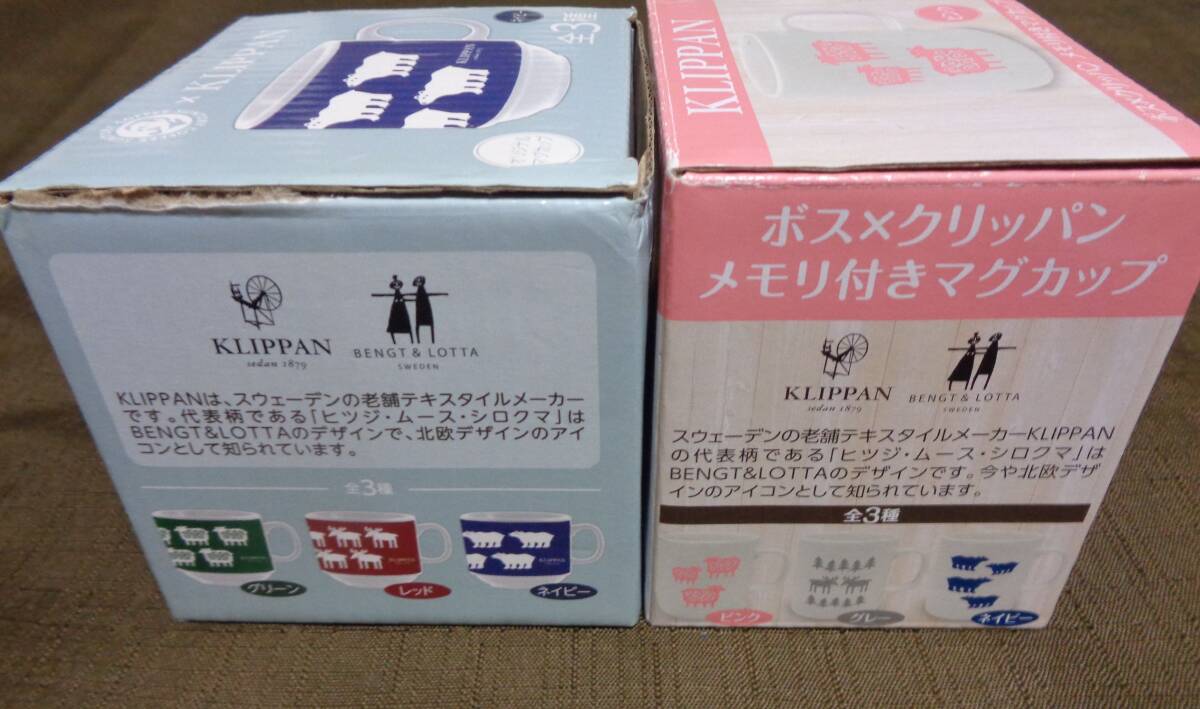 × KLIPPAN
全3種
ネイビー
KLIPPAN
KLIPPAN
sedan 1879
BENGT & LOTTA
SWEDEN
KLIPPANは、スウェーデンの老舗テキスタイルメーカー
です。代表柄である「ヒツジ・ムース・シロクマ」は
BENGT&LOTTAのデザインで、北欧デザインのアイ
コンとして知られています。
全3種
グリーン
レッド
ネイビー
KLIPPAN
ピンク
ボス×クリッパン
メモリ付きマグカップ
KLIPPAN
sedan 1879
BENGT & LOTTA
SWEDEN
スウェーデンの老舗テキスタイルメーカーKLIPPAN
の代表柄である「ヒツジ・ムース・シロクマ」は
BENGT&LOTTAのデザインです。今や北欧デザ
インのアイコンとして知られています。
全3種
ピンク
グレー
ネイビー